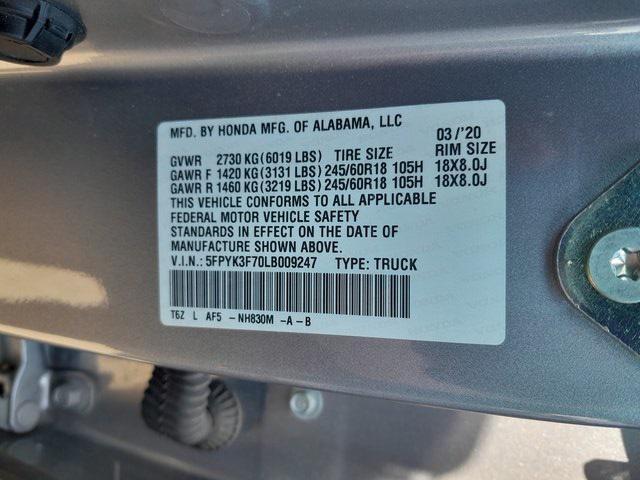 MFD. BY HONDA MFG. OF ALABAMA, LLC 03/'20
GVWR 2730 KG(6019 LBS) TIRE SIZE RIM SIZE
GAWR F 1420 KG(3131 LBS) 245/60R18 105H 18X8.0J
GAWR R 1460 KG(3219 LBS) 245/60R18 105H 18X8.0J
THIS VEHICLE CONFORMS TO ALL APPLICABLE
FEDERAL MOTOR VEHICLE SAFETY
STANDARDS IN EFFECT ON THE DATE OF
MANUFACTURE SHOWN ABOVE.
V.I.N.: 5FPYK3F70LB009247 TYPE: TRUCK
T6Z L AF5 -NH830M -A-B